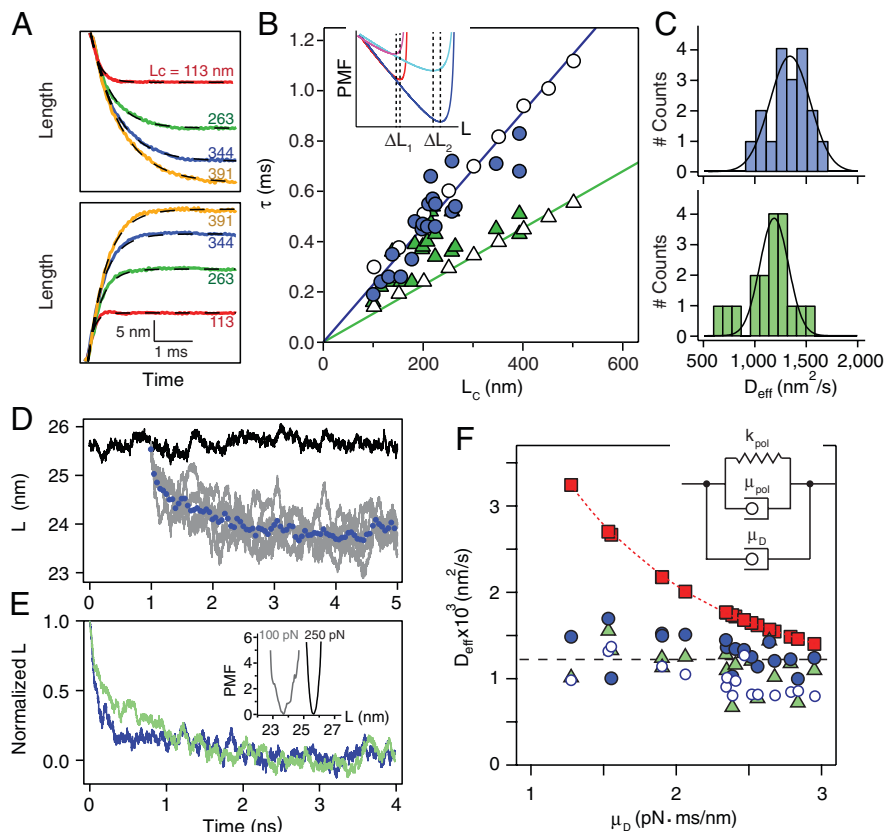 A
Length
Lc = 113 nm
263
344
391
Length
391
344
263
113
5 nm
1 ms
Time
B
τ (ms)
1.2
1.0
0.8
0.6
0.4
0.2
0.0
PMF
L
ΔL1
ΔL2
0
200
400
600
LC (nm)
C
# Counts
4
3
2
1
0
# Counts
4
3
2
1
0
500
1,000
1,500
2,000
Deff (nm²/s)
D
L (nm)
26
25
24
23
0
1
2
3
4
5
E
Normalized L
1.0
0.5
0.0
100 pN
250 pN
PMF
6
4
2
0
23
25
27
L (nm)
0
1
2
3
4
Time (ns)
F
Deff x10³ (nm²/s)
3
2
1
0
kpol
μpol
μD
1
2
3
μD (pN·ms/nm)